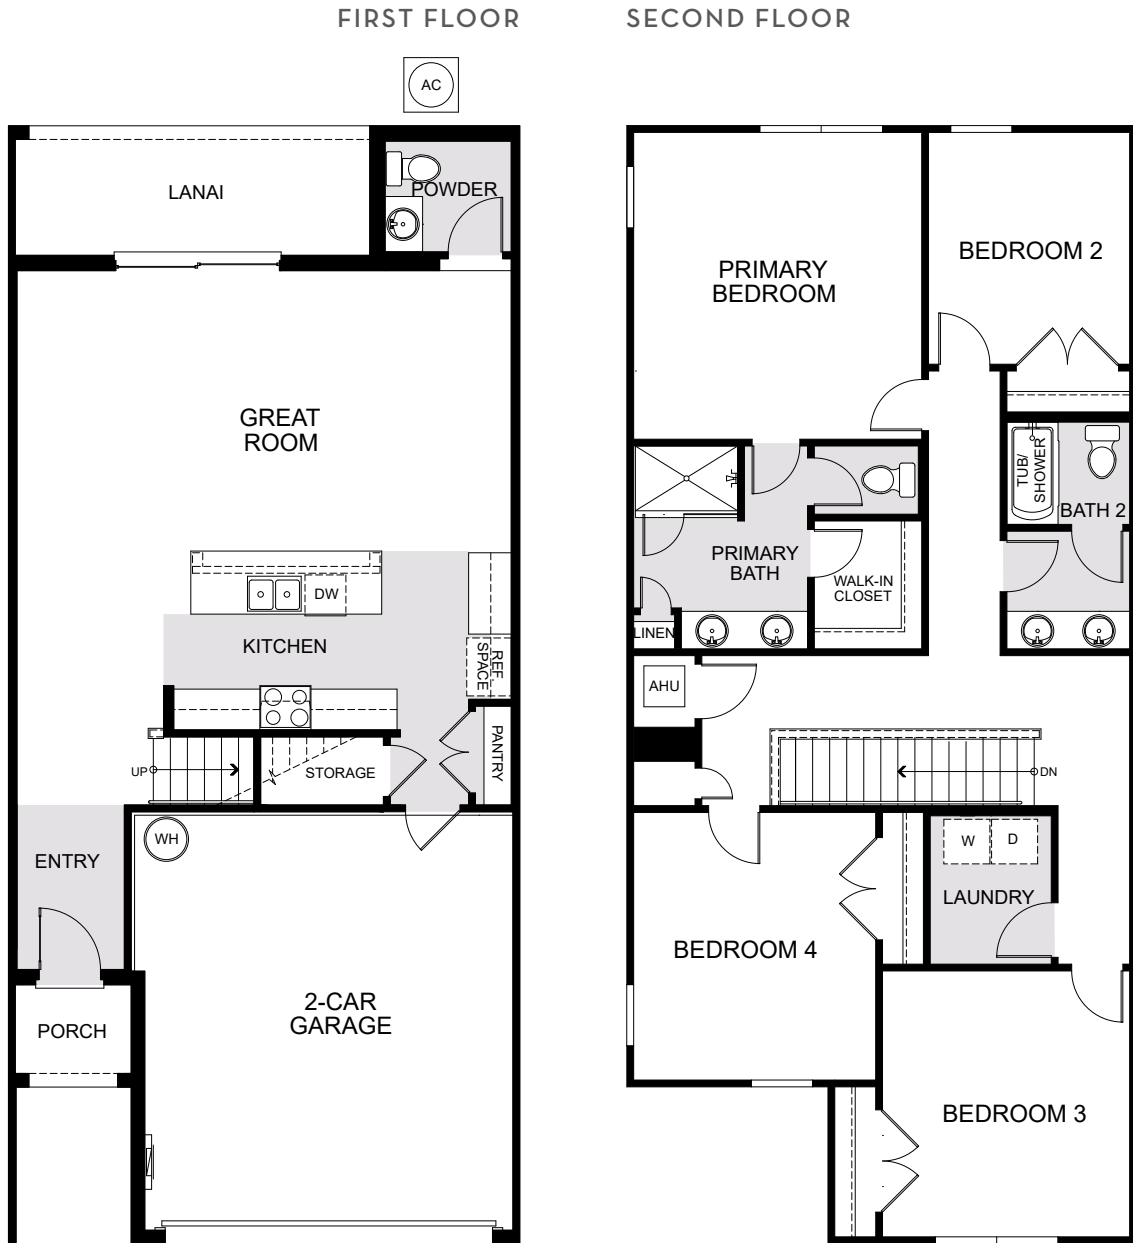 FIRST FLOOR
AC
LANAI
POWDER
GREAT
ROOM
DW
KITCHEN
REF.
SPACE
PANTRY
UP
STORAGE
WH
ENTRY
2-CAR
GARAGE
PORCH
SECOND FLOOR
PRIMARY
BEDROOM
BEDROOM 2
TUB/
SHOWER
BATH 2
PRIMARY
BATH
WALK-IN
CLOSET
LINEN
AHU
DN
W
D
LAUNDRY
BEDROOM 4
BEDROOM 3